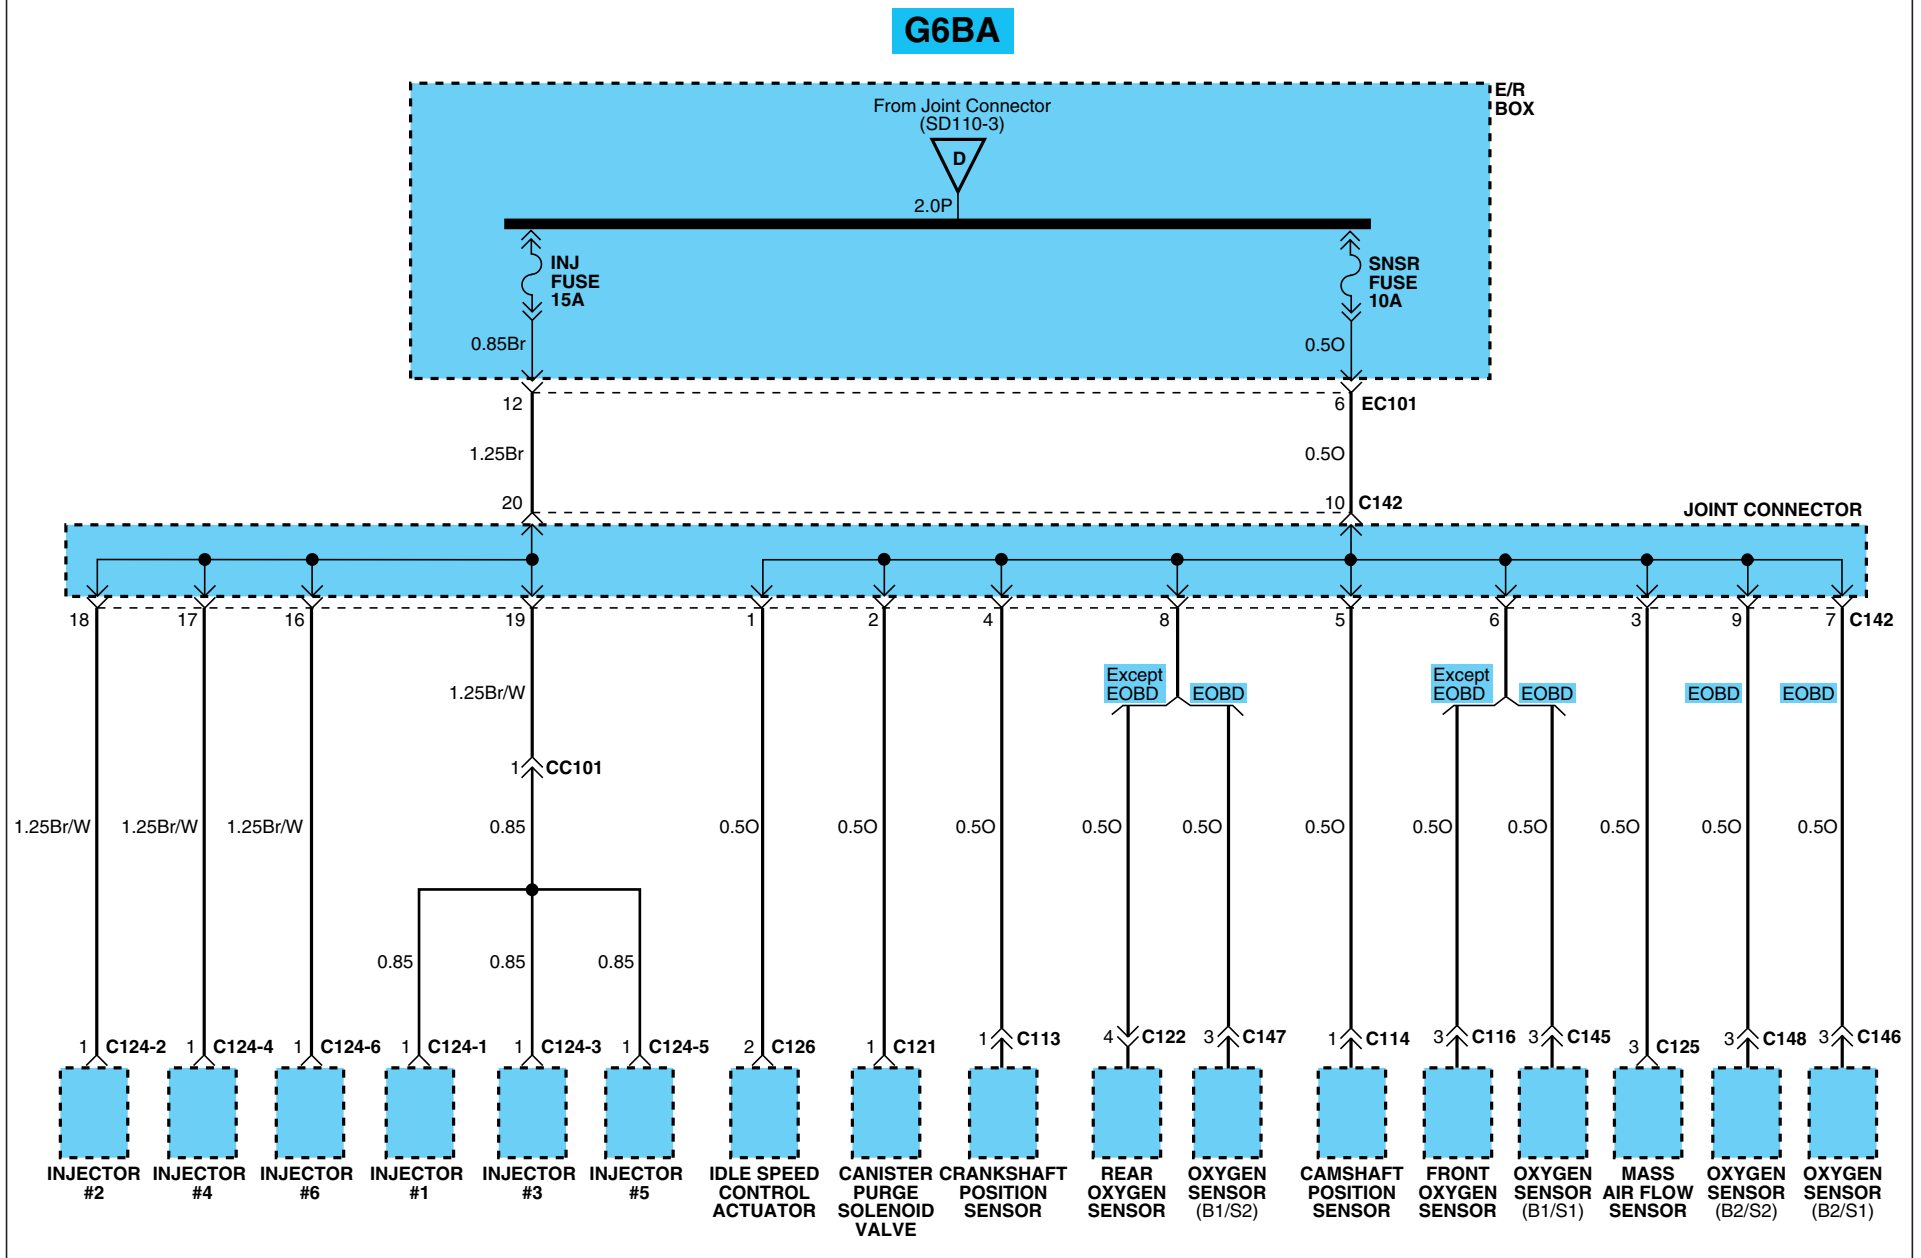 G6BA
E/R
BOX
From Joint Connector
(SD110-3)
D
2.0P
INJ
FUSE
15A
SNSR
FUSE
10A
0.85Br
0.5O
12
6
EC101
1.25Br
0.5O
20
10
C142
JOINT CONNECTOR
18
17
16
19
1
2
4
8
5
6
3
9
7
C142
Except
EOBD
EOBD
Except
EOBD
EOBD
EOBD
EOBD
1.25Br/W
1
CC101
1.25Br/W
1.25Br/W
1.25Br/W
0.85
0.5O
0.5O
0.5O
0.5O
0.5O
0.5O
0.5O
0.5O
0.5O
0.5O
0.5O
0.85
0.85
0.85
1
C124-2
1
C124-4
1
C124-6
1
C124-1
1
C124-3
1
C124-5
2
C126
1
C121
1
C113
4
C122
3
C147
1
C114
3
C116
3
C145
3
C125
3
C148
3
C146
INJECTOR
#2
INJECTOR
#4
INJECTOR
#6
INJECTOR
#1
INJECTOR
#3
INJECTOR
#5
IDLE SPEED
CONTROL
ACTUATOR
CANISTER
PURGE
SOLENOID
VALVE
CRANKSHAFT
POSITION
SENSOR
REAR
OXYGEN
SENSOR
OXYGEN
SENSOR
(B1/S2)
CAMSHAFT
POSITION
SENSOR
FRONT
OXYGEN
SENSOR
OXYGEN
SENSOR
(B1/S1)
MASS
AIR FLOW
SENSOR
OXYGEN
SENSOR
(B2/S2)
OXYGEN
SENSOR
(B2/S1)